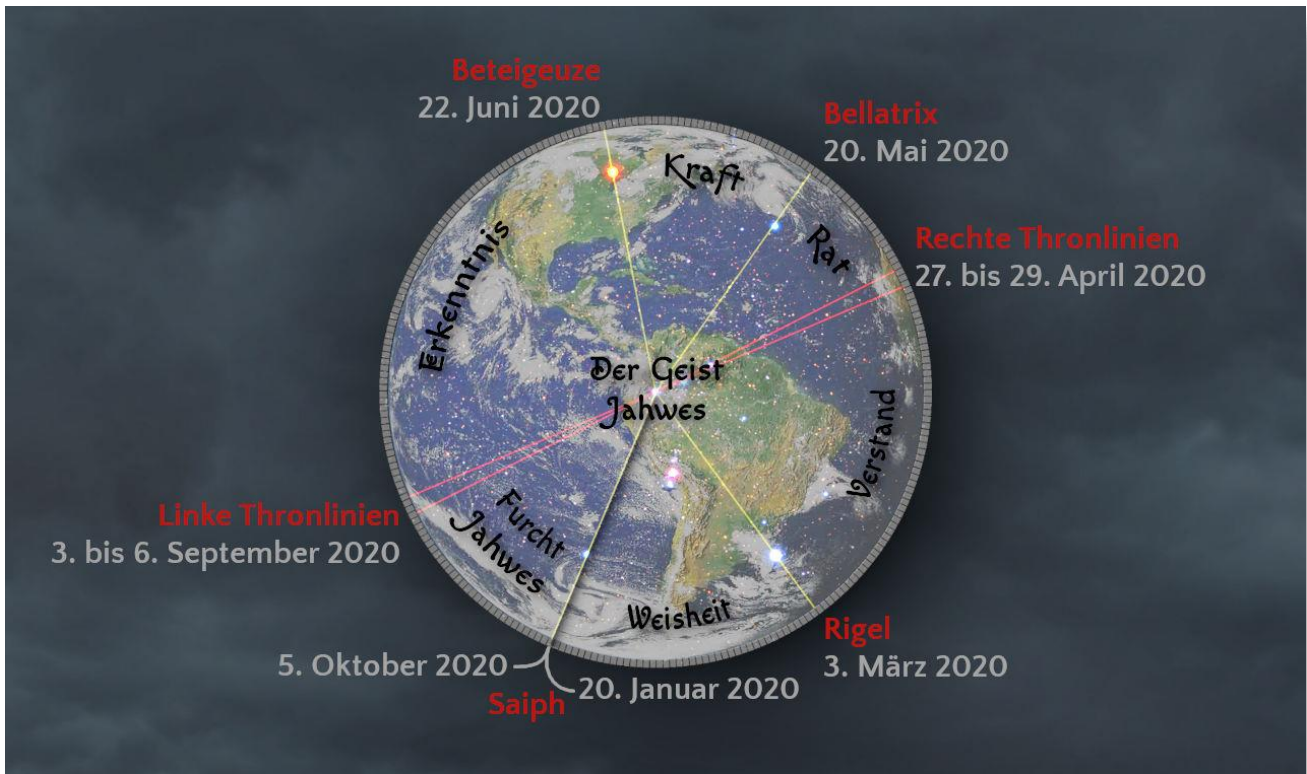 Beteigeuze
22. Juni 2020
Bellatrix
20. Mai 2020
Kraft
Rat
Rechte Thronlinien
27. bis 29. April 2020
Erkenntnis
Der Geist
Jahwes
Verstand
Linke Thronlinien
3. bis 6. September 2020
Furcht
Jahwes
Weisheit
Rigel
3. März 2020
5. Oktober 2020
20. Januar 2020
Saiph